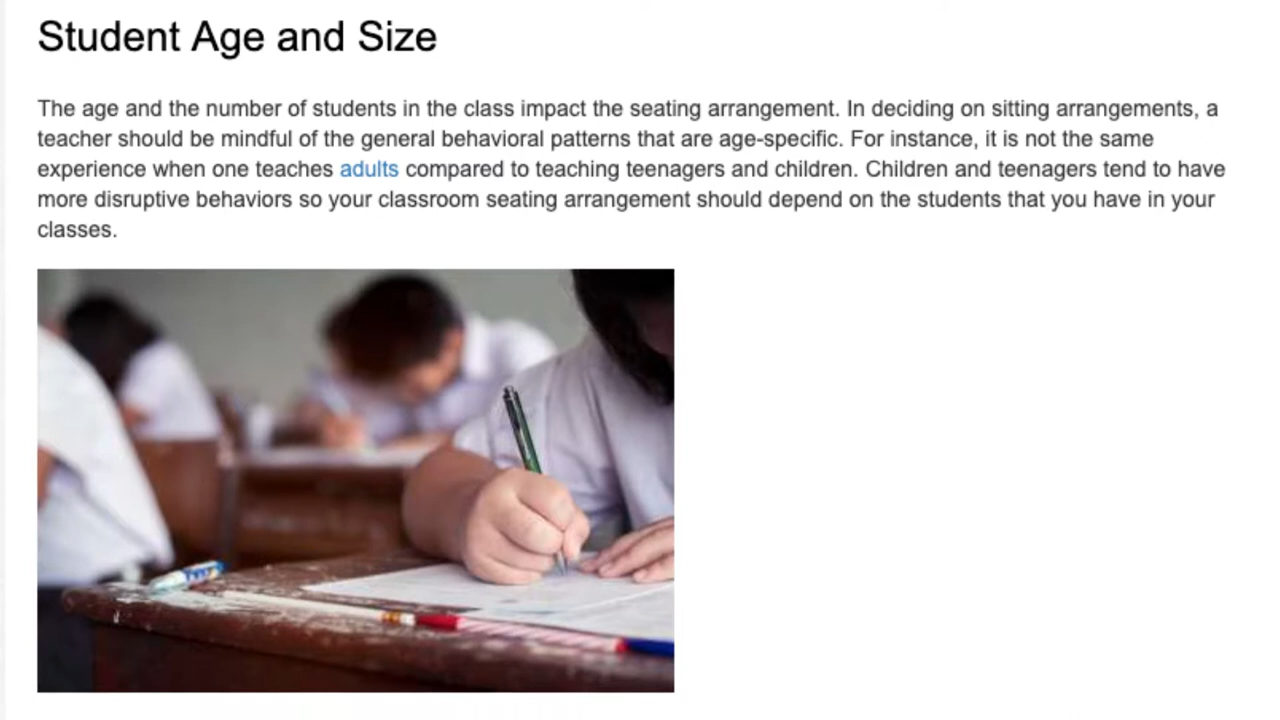 Student Age and Size
The age and the number of students in the class impact the seating arrangement. In deciding on sitting arrangements, a
teacher should be mindful of the general behavioral patterns that are age-specific. For instance, it is not the same
experience when one teaches adults compared to teaching teenagers and children. Children and teenagers tend to have
more disruptive behaviors so your classroom seating arrangement should depend on the students that you have in your
classes.